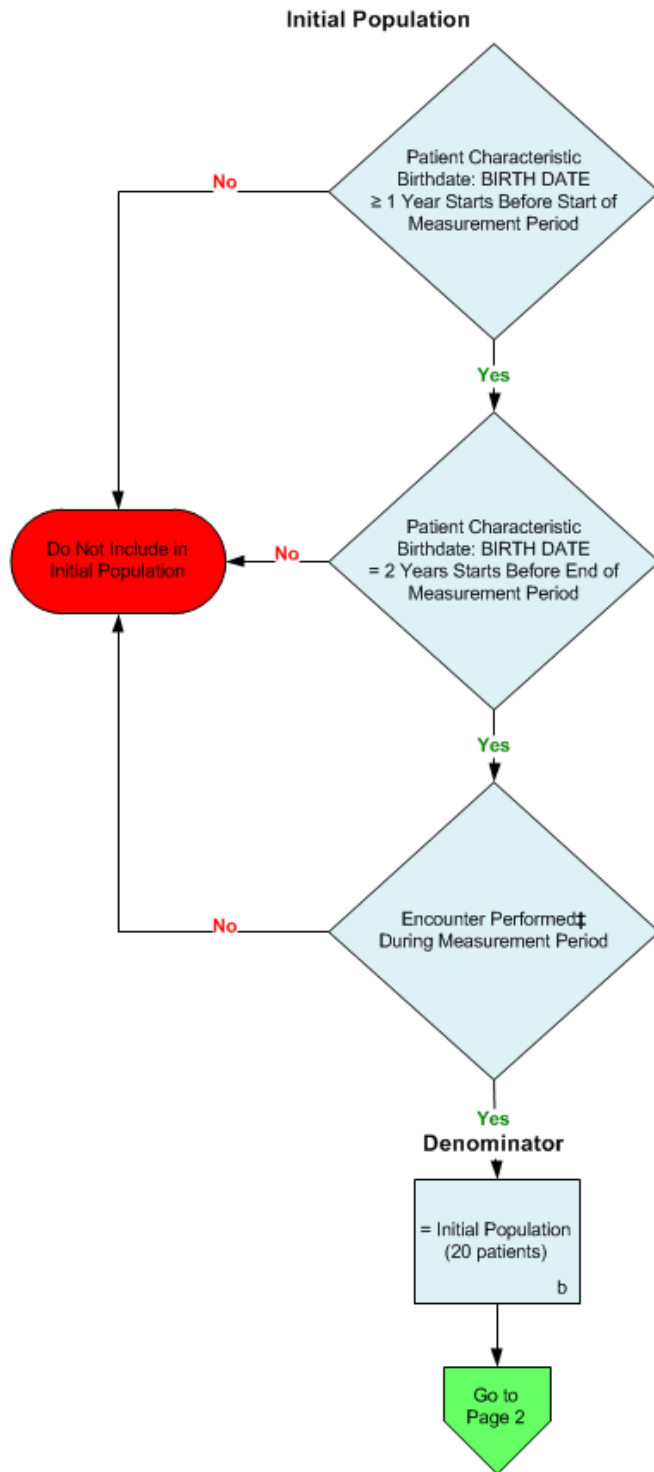 Initial Population
Patient Characteristic
Birthdate: BIRTH DATE
≥ 1 Year Starts Before Start of
Measurement Period
No
Yes
Patient Characteristic
Birthdate: BIRTH DATE
= 2 Years Starts Before End of
Measurement Period
No
Do Not Include in
Initial Population
Yes
Encounter Performed‡
During Measurement Period
No
Yes
Denominator
= Initial Population
(20 patients)
b
Go to
Page 2